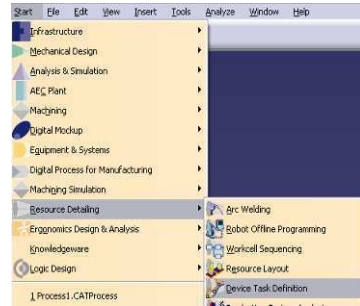 Start File Edit View Insert Tools Analyze Window Help
Infrastructure
Mechanical Design
Analysis & Simulation
AEC Plant
Machining
Digital Mockup
Equipment & Systems
Digital Process for Manufacturing
Machining Simulation
Resource Detailing
Ergonomics Design & Analysis
Knowledgeware
Logic Design
1 Process1.CATProcess
Arc Welding
Robot Offline Programming
Workcell Sequencing
Resource Layout
Device Task Definition